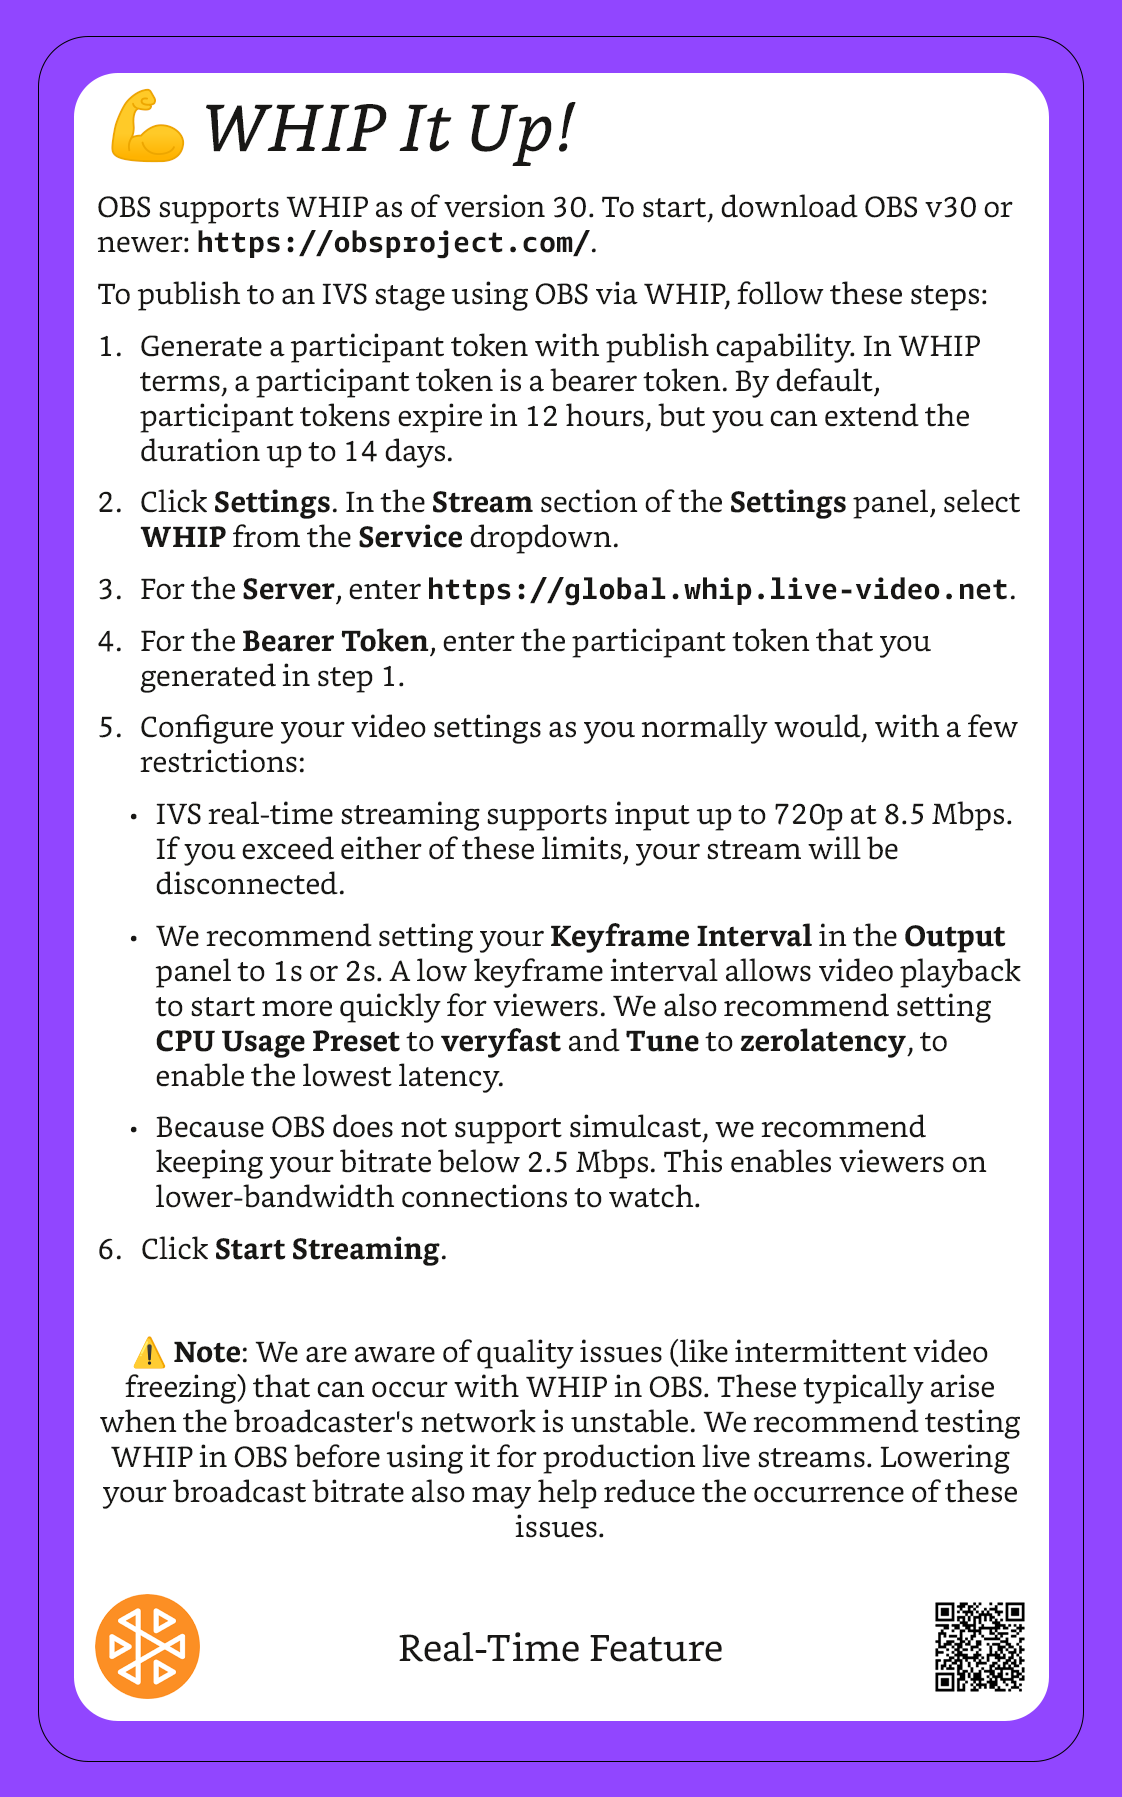 💪 WHIP It Up!
OBS supports WHIP as of version 30. To start, download OBS v30 or
newer: https://obsproject.com/.
To publish to an IVS stage using OBS via WHIP, follow these steps:
1. Generate a participant token with publish capability. In WHIP
terms, a participant token is a bearer token. By default,
participant tokens expire in 12 hours, but you can extend the
duration up to 14 days.
2. Click Settings. In the Stream section of the Settings panel, select
WHIP from the Service dropdown.
3. For the Server, enter https://global.whip.live-video.net.
4. For the Bearer Token, enter the participant token that you
generated in step 1.
5. Configure your video settings as you normally would, with a few
restrictions:
• IVS real-time streaming supports input up to 720p at 8.5 Mbps.
If you exceed either of these limits, your stream will be
disconnected.
• We recommend setting your Keyframe Interval in the Output
panel to 1s or 2s. A low keyframe interval allows video playback
to start more quickly for viewers. We also recommend setting
CPU Usage Preset to veryfast and Tune to zerolatency, to
enable the lowest latency.
• Because OBS does not support simulcast, we recommend
keeping your bitrate below 2.5 Mbps. This enables viewers on
lower-bandwidth connections to watch.
6. Click Start Streaming.
⚠️ Note: We are aware of quality issues (like intermittent video
freezing) that can occur with WHIP in OBS. These typically arise
when the broadcaster's network is unstable. We recommend testing
WHIP in OBS before using it for production live streams. Lowering
your broadcast bitrate also may help reduce the occurrence of these
issues.
Real-Time Feature